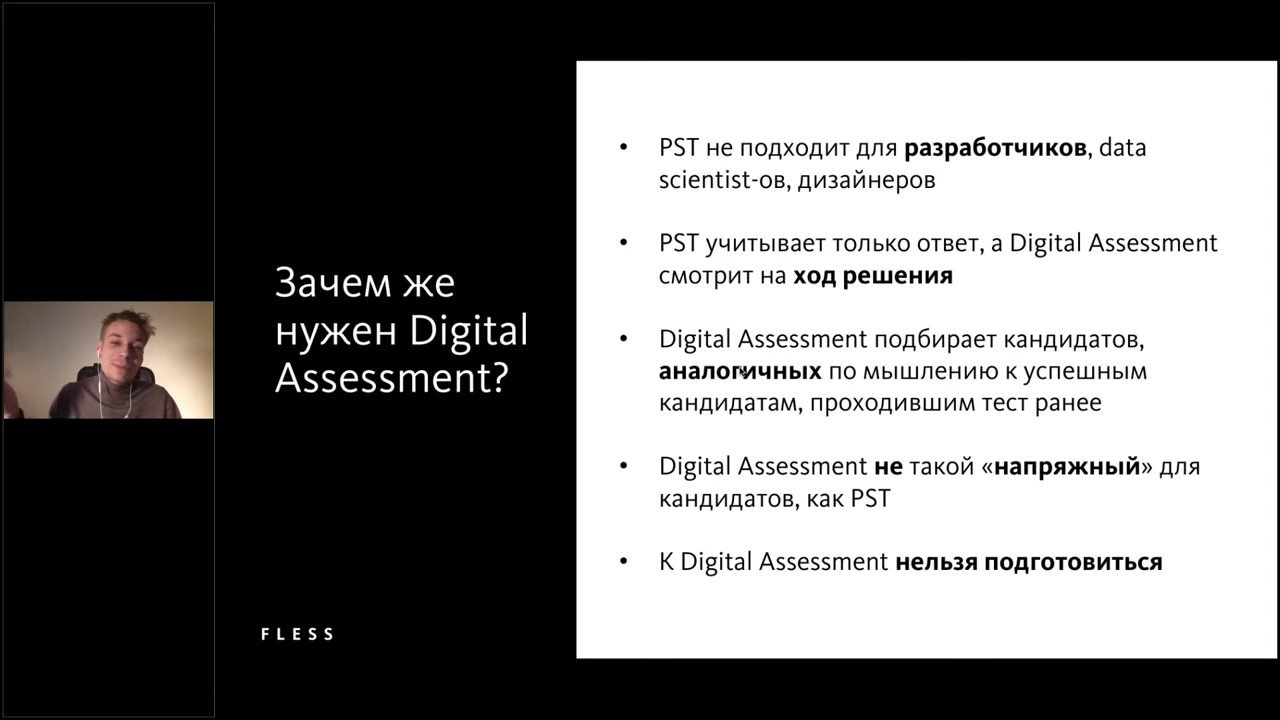 Зачем же
нужен Digital
Assessment?
FLESS
• PST не подходит для разработчиков, data
scientist-ов, дизайнеров
• PST учитывает только ответ, а Digital Assessment
смотрит на ход решения
• Digital Assessment подбирает кандидатов,
аналогичных по мышлению к успешным
кандидатам, проходившим тест ранее
• Digital Assessment не такой «напряжный» для
кандидатов, как PST
• К Digital Assessment нельзя подготовиться